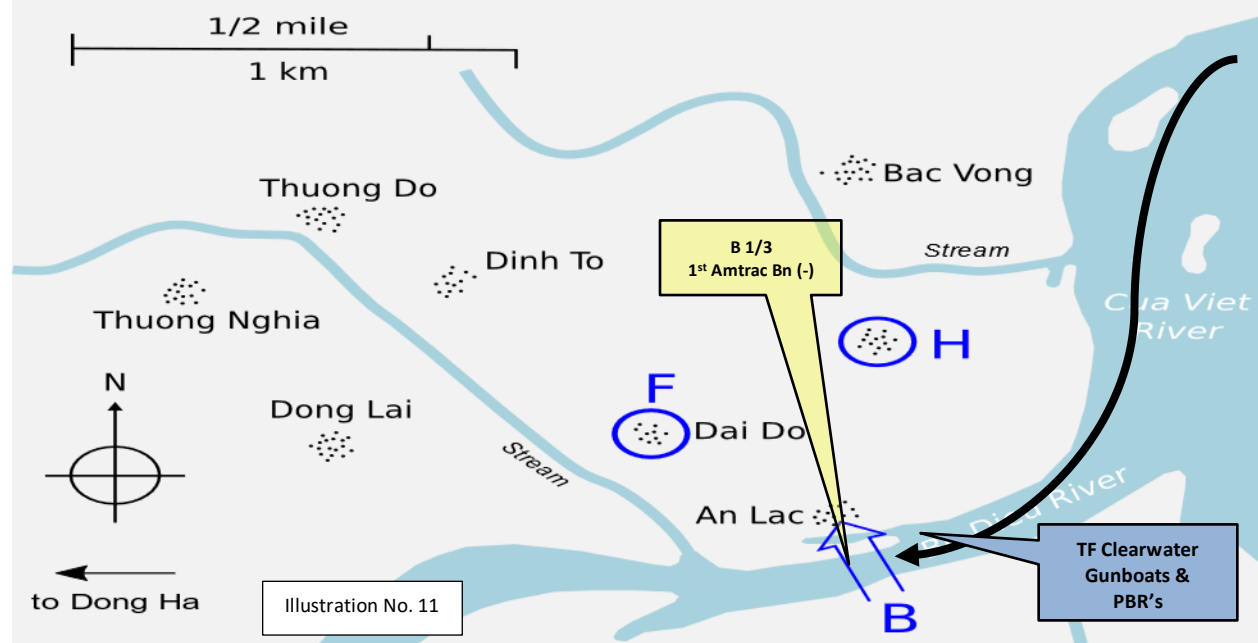 1/2 mile
1 km
Thuong Do
Bac Vong
B 1/3
1st Amtrac Bn (-)
Stream
Dinh To
Thuong Nghia
Cua Viet
River
H
F
N
Dong Lai
Dai Do
Stream
An Lac
Dieu River
TF Clearwater
Gunboats &
PBR's
to Dong Ha
Illustration No. 11
B